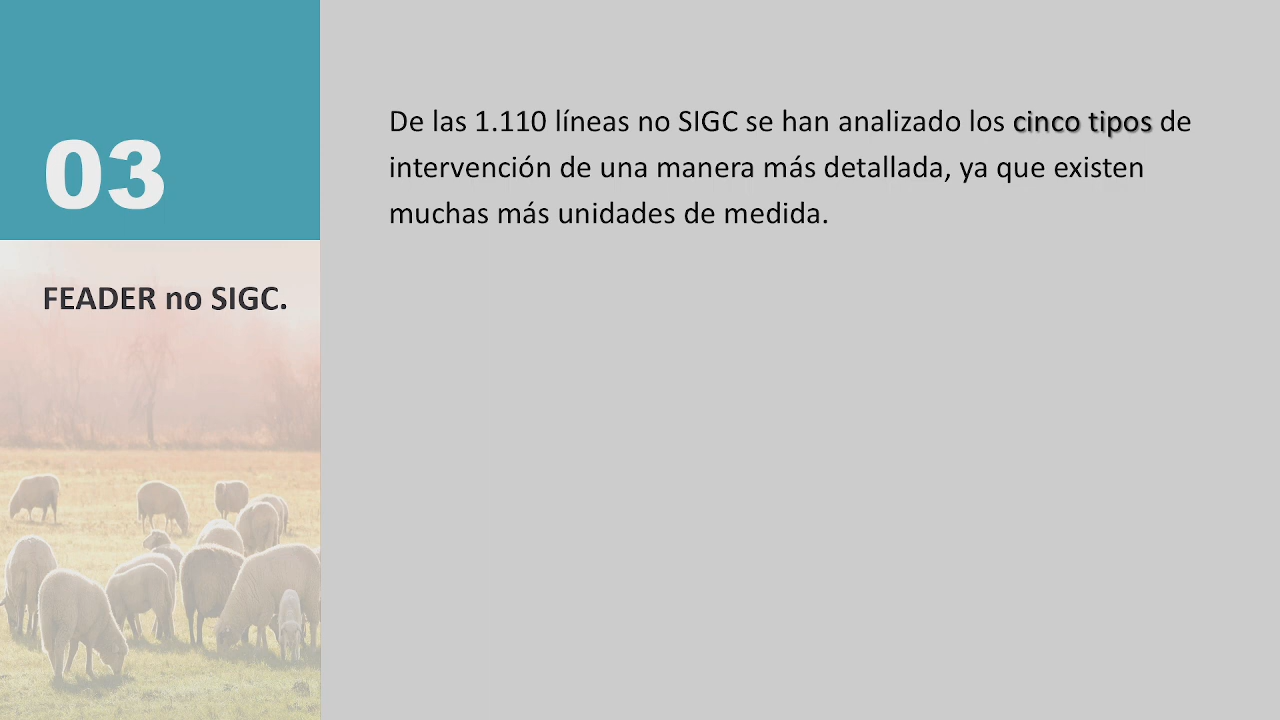 03
FEADER no SIGC.
De las 1.110 líneas no SIGC se han analizado los cinco tipos de
intervención de una manera más detallada, ya que existen
muchas más unidades de medida.